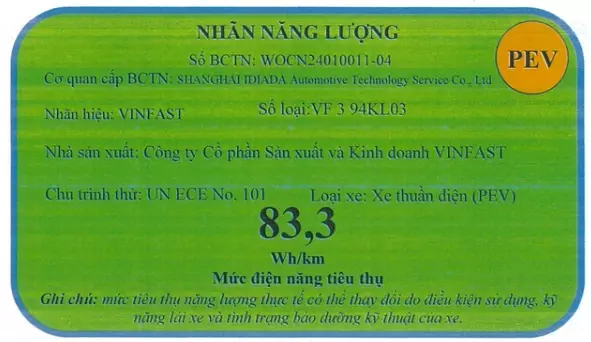 NHÃN NĂNG LƯỢNG
Số BCTN: WOCN24010011-04
PEV
Cơ quan cấp BCTN: SHANGHAI IDIADA Automotive Technology Service Co., Ltd
Nhãn hiệu: VINFAST Số loại:VF 3 94KL03
Nhà sản xuất: Công ty Cổ phần Sản xuất và Kinh doanh VINFAST
Chu trình thử: UN ECE No. 101 Loại xe: Xe thuần điện (PEV)
83,3
Wh/km
Mức điện năng tiêu thụ
Ghi chú: mức tiêu thụ năng lượng thực tế có thể thay đổi do điều kiện sử dụng, kỹ
năng lái xe và tình trạng bảo dưỡng kỹ thuật của xe.